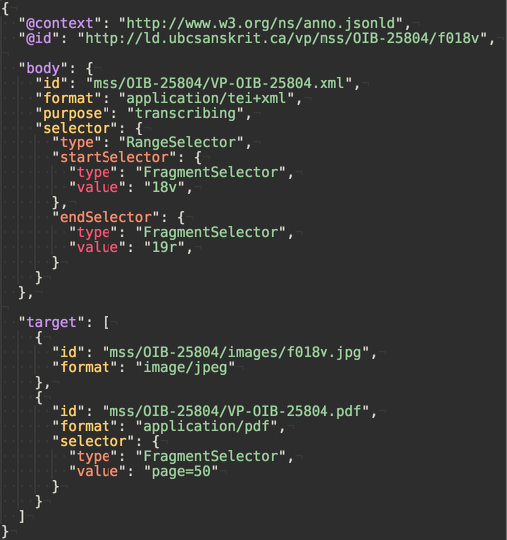 {
"@context": "http://www.w3.org/ns/anno.jsonld",
"@id": "http://ld.ubcsanskrit.ca/vp/nss/OIB-25804/f018v",
"body": {
"id": "mss/OIB-25804/VP-OIB-25804.xml",
"format": "application/tei+xml",
"purpose": "transcribing",
"selector": {
"type": "RangeSelector",
"startSelector": {
"type": "FragmentSelector",
"value": "18v",
},
"endSelector": {
"type": "FragmentSelector",
"value": "19r",
}
}
},
"target": [
{
"id": "mss/OIB-25804/images/f018v.jpg",
"format": "image/jpeg"
},
{
"id": "mss/OIB-25804/VP-OIB-25804.pdf",
"format": "application/pdf",
"selector": {
"type": "FragmentSelector",
"value": "page=50"
}
}
]
}